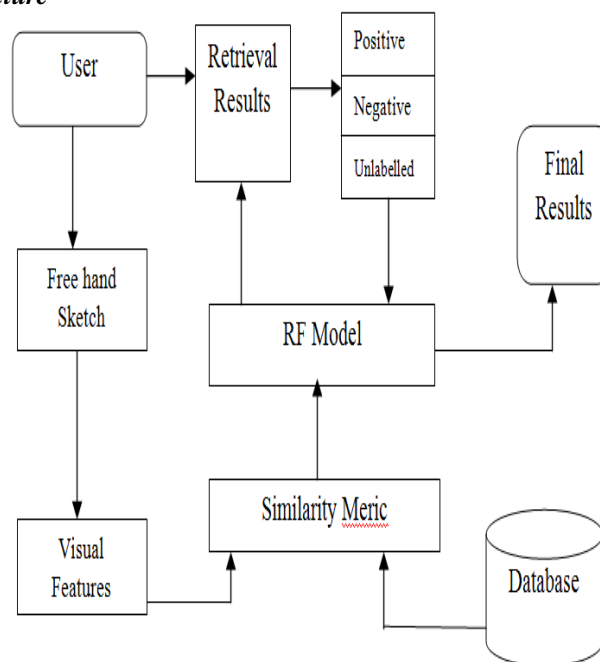 User
Retrieval
Results
Positive
Negative
Unlabelled
Final
Results
Free hand
Sketch
RF Model
Similarity Meric
Visual
Features
Database